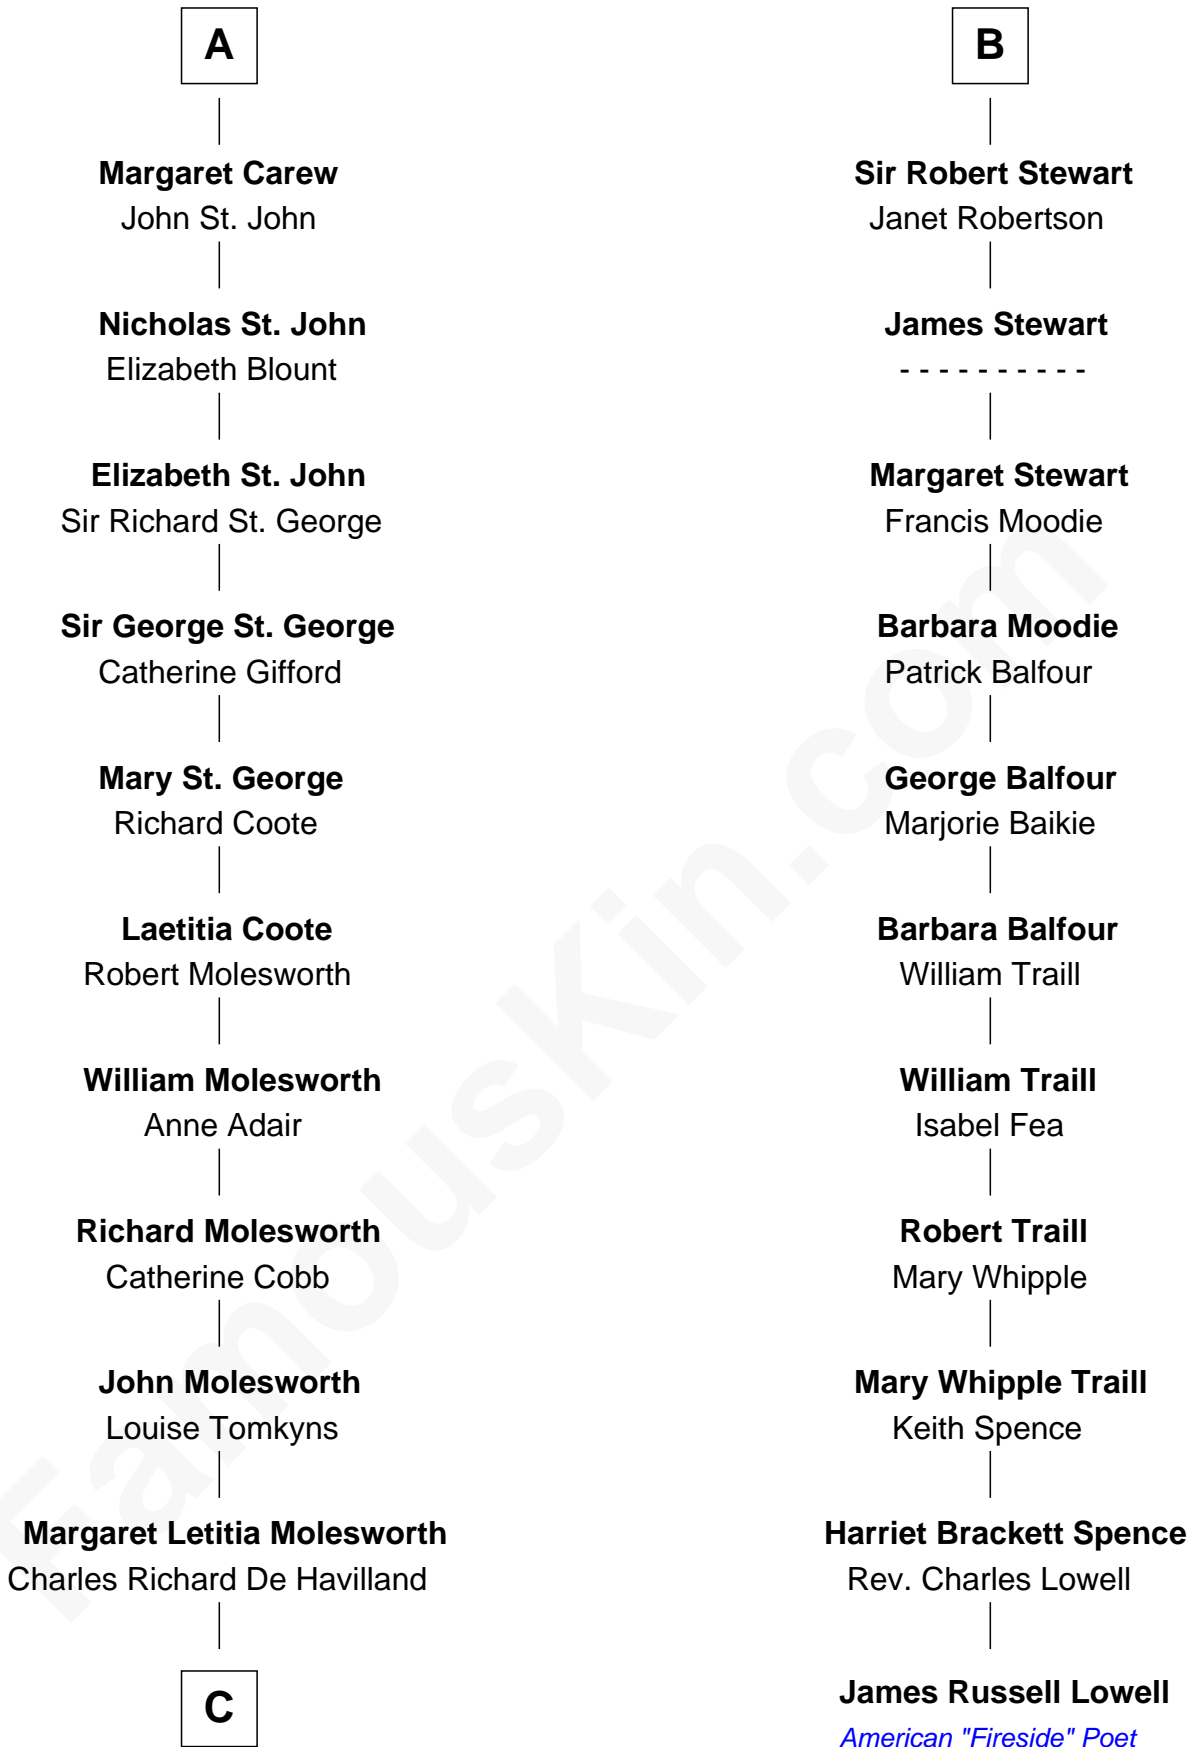 A
Margaret Carew
John St. John
Nicholas St. John
Elizabeth Blount
Elizabeth St. John
Sir Richard St. George
Sir George St. George
Catherine Gifford
Mary St. George
Richard Coote
Laetitia Coote
Robert Molesworth
William Molesworth
Anne Adair
Richard Molesworth
Catherine Cobb
John Molesworth
Louise Tomkyns
Margaret Letitia Molesworth
Charles Richard De Havilland
C
B
Sir Robert Stewart
Janet Robertson
James Stewart
- - - - - - - - - -
Margaret Stewart
Francis Moodie
Barbara Moodie
Patrick Balfour
George Balfour
Marjorie Baikie
Barbara Balfour
William Traill
William Traill
Isabel Fea
Robert Traill
Mary Whipple
Mary Whipple Traill
Keith Spence
Harriet Brackett Spence
Rev. Charles Lowell
James Russell Lowell
American "Fireside" Poet
FamousKin.com